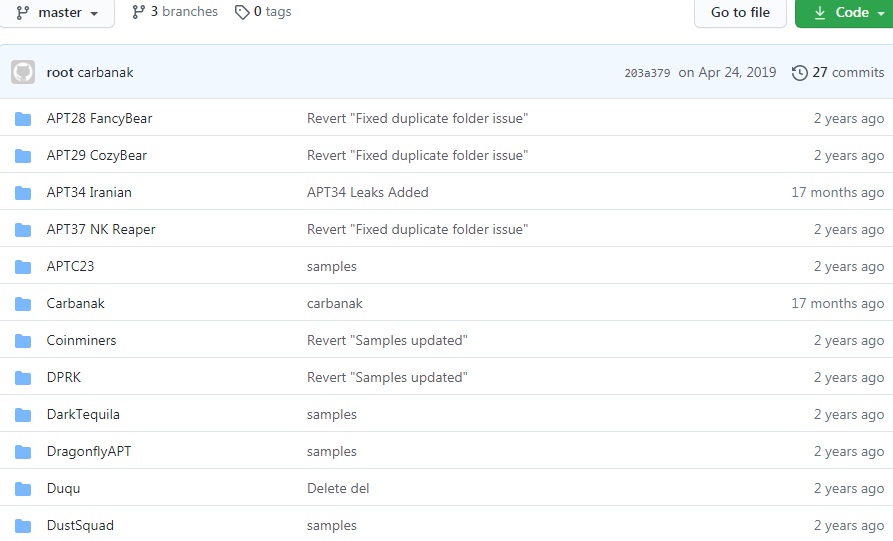 master 3 branches 0 tags Go to file Code
root carbanak 203a379 on Apr 24, 2019 27 commits
APT28 FancyBear Revert "Fixed duplicate folder issue" 2 years ago
APT29 CozyBear Revert "Fixed duplicate folder issue" 2 years ago
APT34 Iranian APT34 Leaks Added 17 months ago
APT37 NK Reaper Revert "Fixed duplicate folder issue" 2 years ago
APTC23 samples 2 years ago
Carbanak carbanak 17 months ago
Coinminers Revert "Samples updated" 2 years ago
DPRK Revert "Samples updated" 2 years ago
DarkTequila samples 2 years ago
DragonflyAPT samples 2 years ago
Duqu Delete del 2 years ago
DustSquad samples 2 years ago